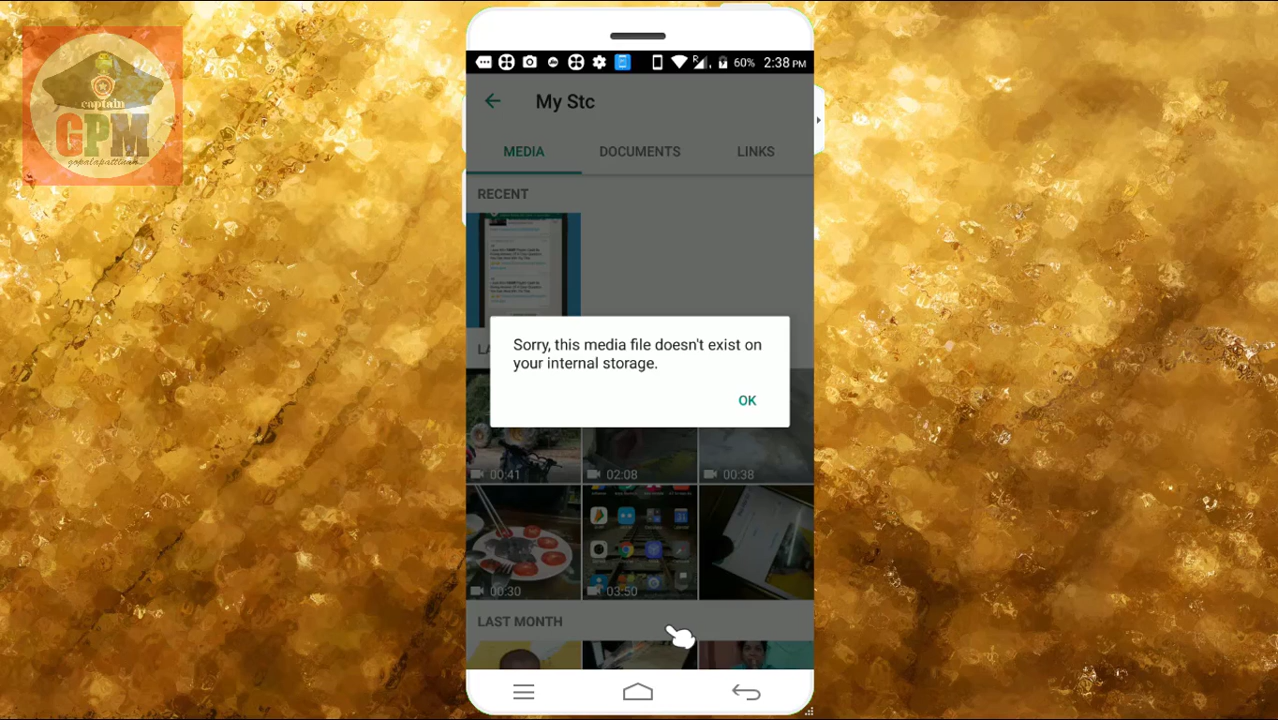 captain
GPM
gopalapattinam
60% 2:38 PM
My Stc
MEDIA DOCUMENTS LINKS
RECENT
Sorry, this media file doesn't exist on
your internal storage.
OK
00:41 02:08 00:38
00:30 03:50
LAST MONTH